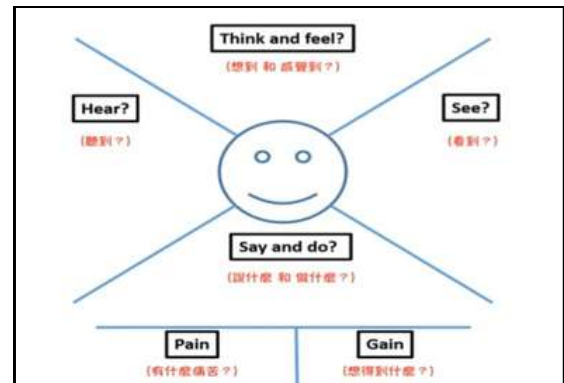 Think and feel?
(想到 和 感覺到？)
Hear?
(聽到？)
See?
(看到？)
Say and do?
(說什麼 和 做什麼？)
Pain
(有什麼痛苦？)
Gain
(想得到什麼？)